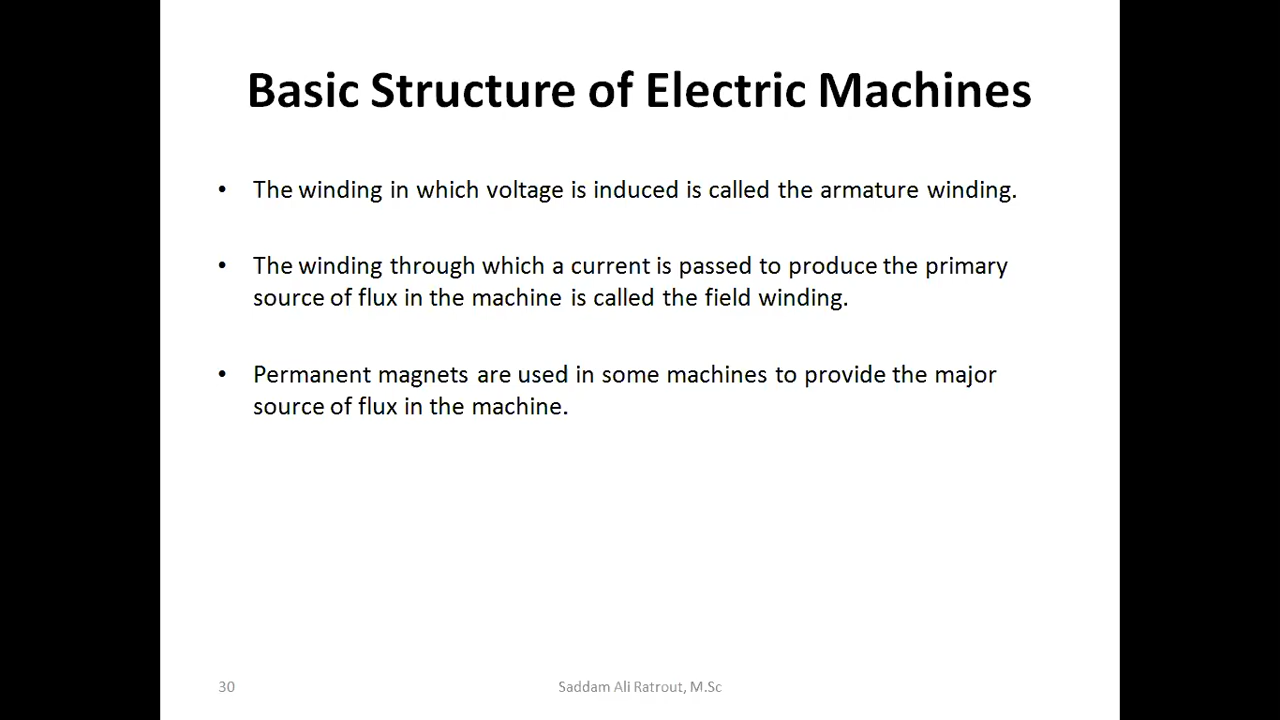 Basic Structure of Electric Machines
• The winding in which voltage is induced is called the armature winding.
• The winding through which a current is passed to produce the primary
source of flux in the machine is called the field winding.
• Permanent magnets are used in some machines to provide the major
source of flux in the machine.
30 Saddam Ali Ratrout, M.Sc